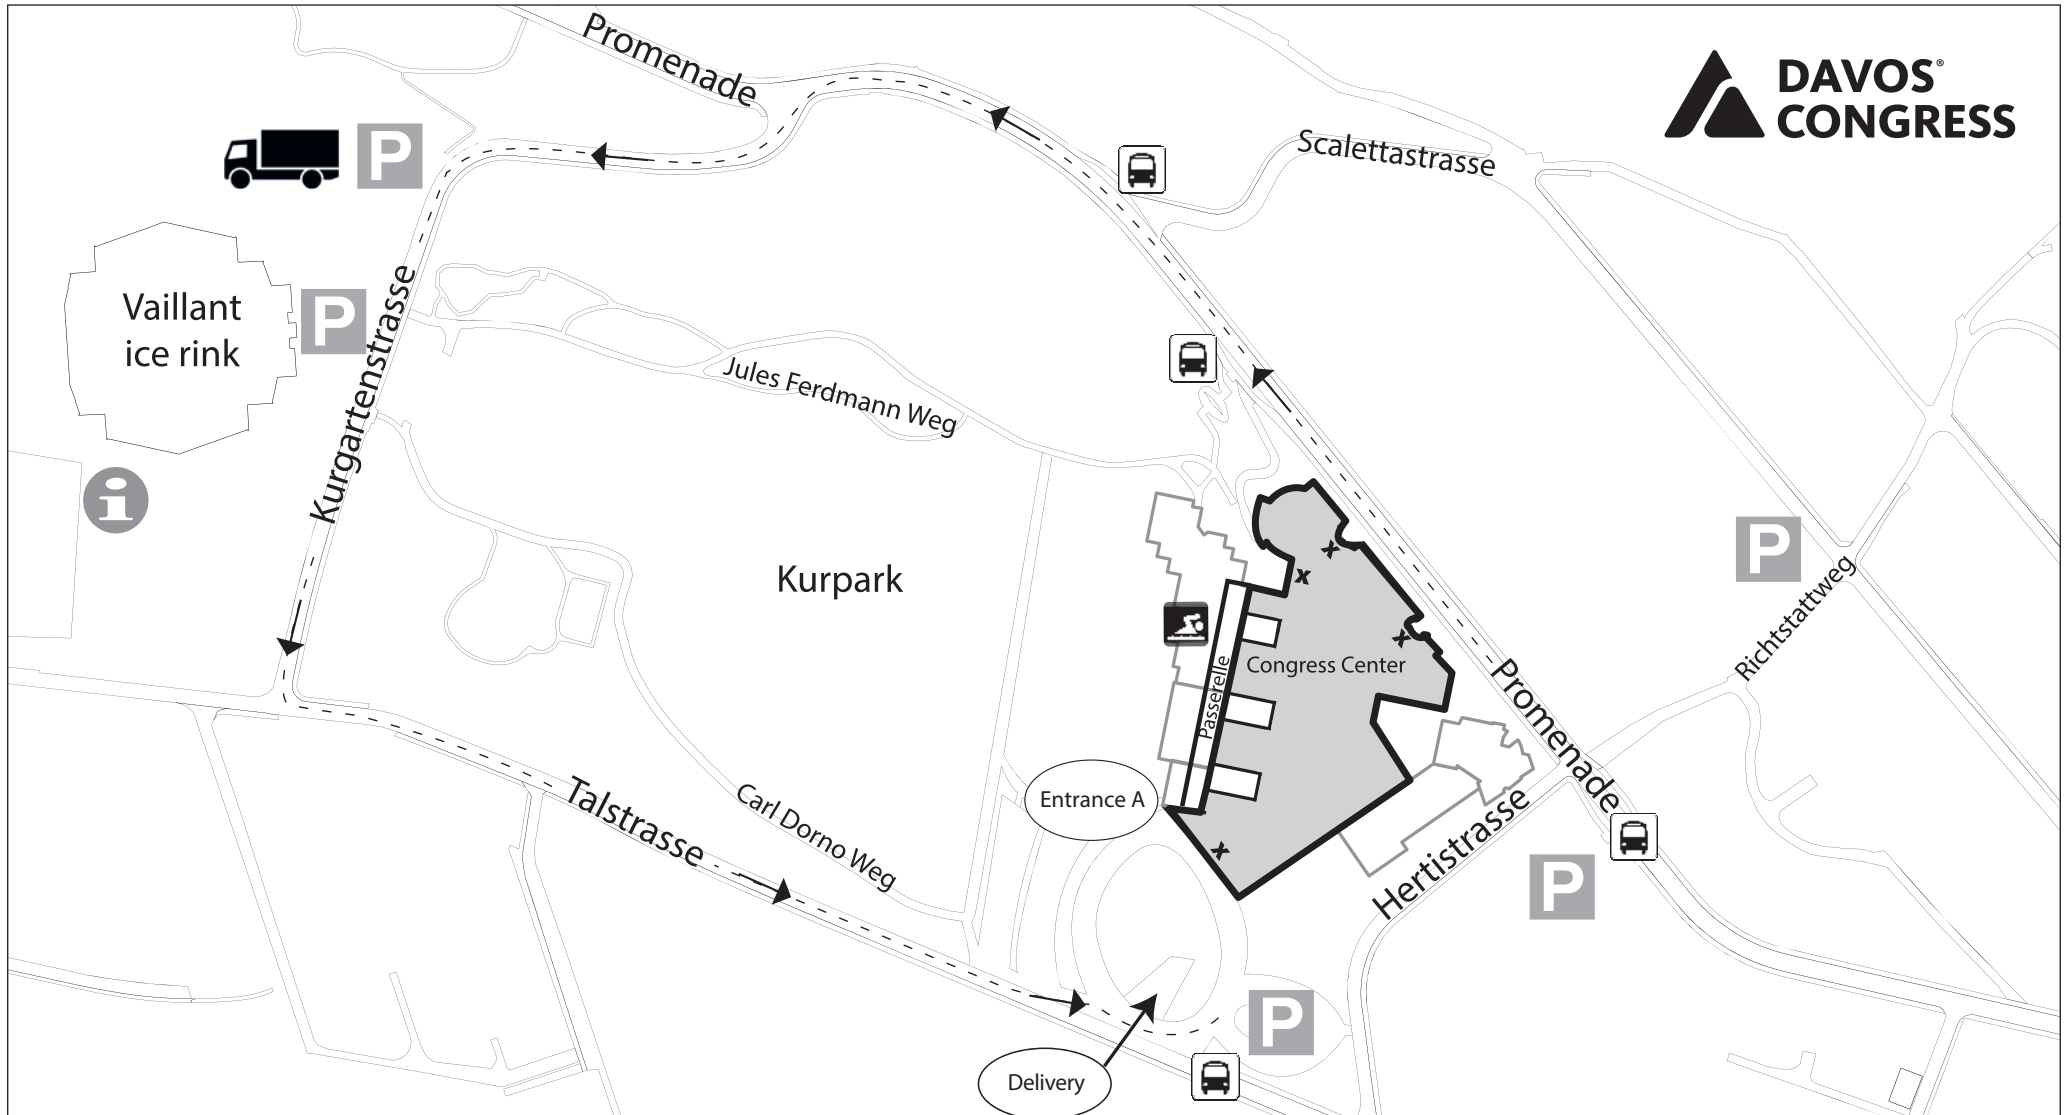 Promenade
DAVOS®
CONGRESS
Scalettastrasse
P
Vaillant
ice rink
P
Kurgartenstrasse
Jules Ferdmann Weg
i
Kurpark
P
Richtstattweg
Congress Center
Passerelle
Promenade
Entrance A
Talstrasse
Carl Dorno Weg
Hertistrasse
P
P
Delivery
x
x
x
x